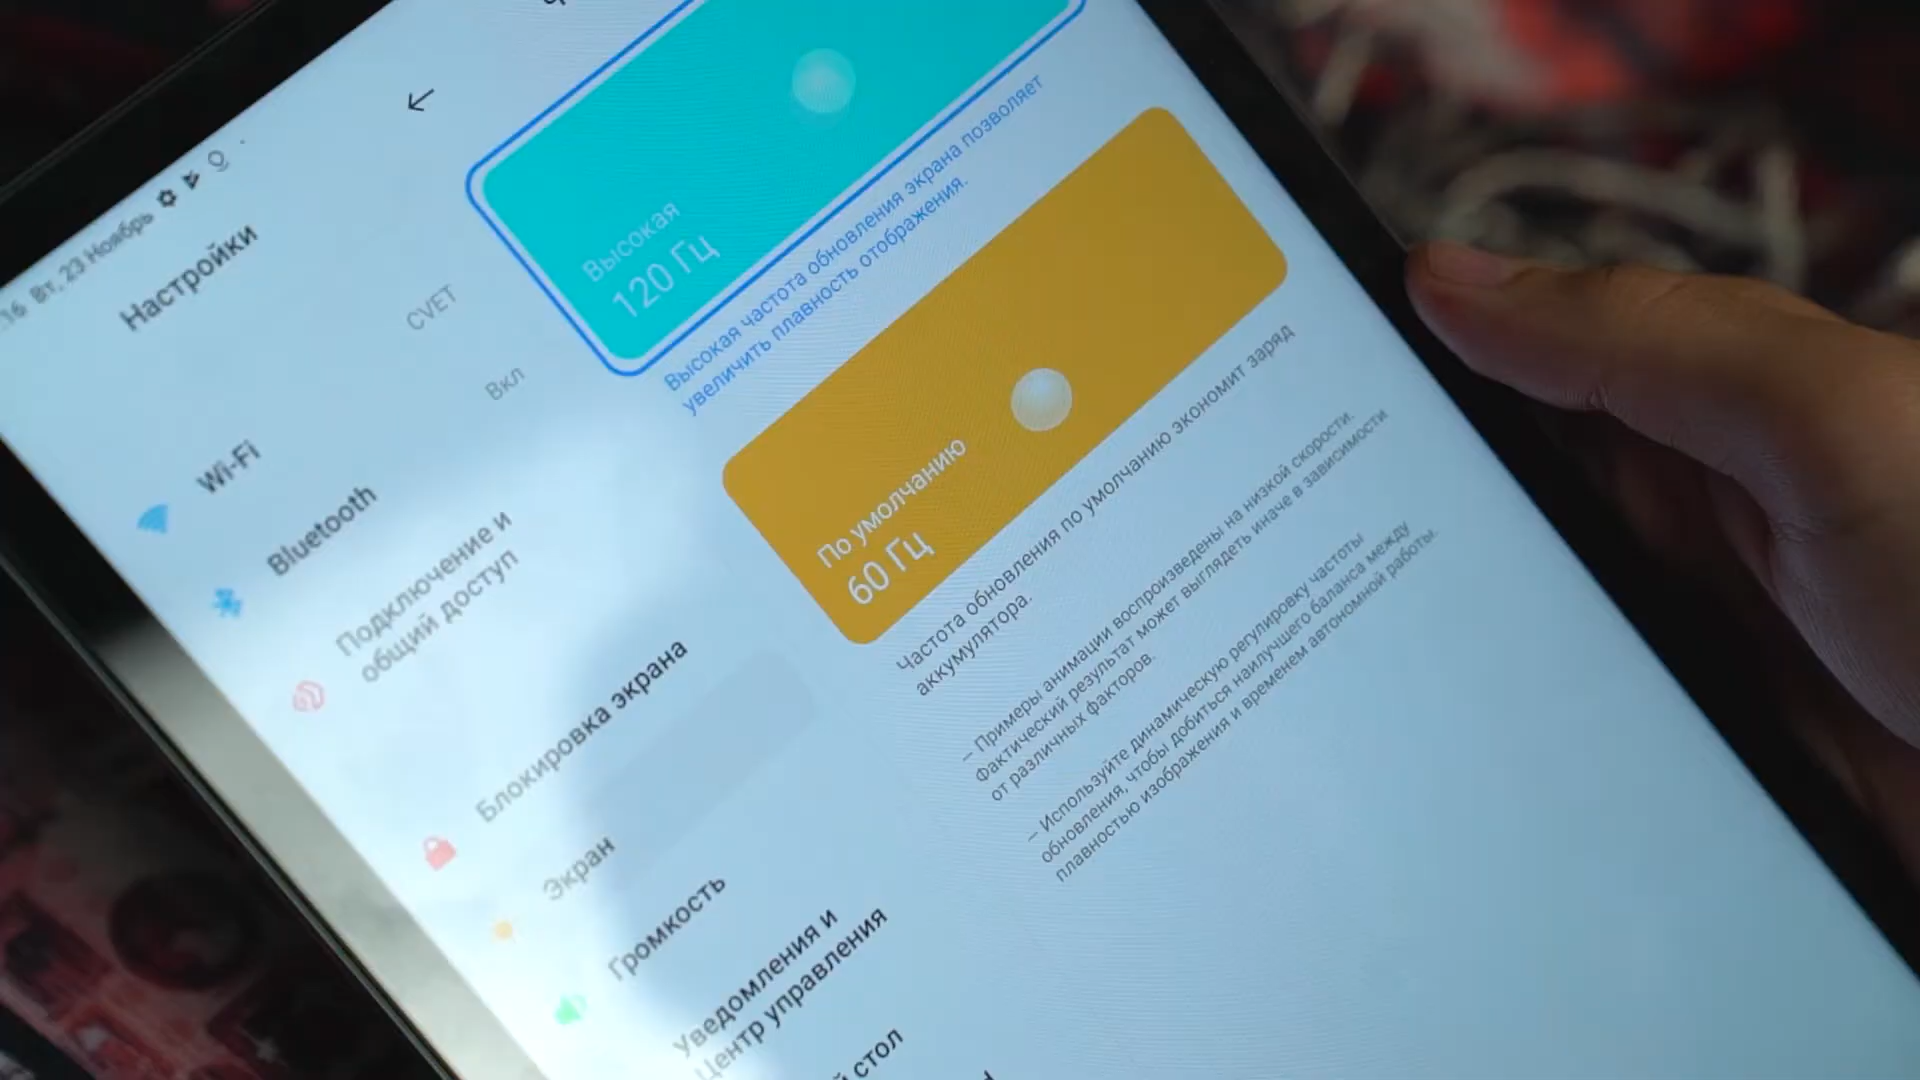 16 Вт, 23 Ноябрь
Настройки
Wi-Fi
CVET
Bluetooth
Вкл
Подключение и
общий доступ
Блокировка экрана
Экран
Громкость
Уведомления и
Центр управления
стол
Высокая
120 Гц
Высокая частота обновления экрана позволяет
увеличить плавность отображения.
По умолчанию
60 Гц
Частота обновления по умолчанию экономит заряд
аккумулятора.
– Примеры анимации воспроизведены на низкой скорости.
Фактический результат может выглядеть иначе в зависимости
от различных факторов.
– Используйте динамическую регулировку частоты
обновления, чтобы добиться наилучшего баланса между
плавностью изображения и временем автономной работы.